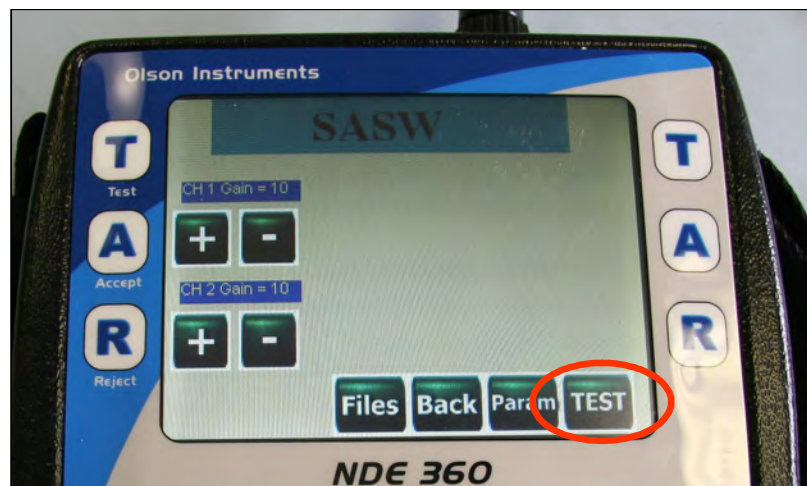 Olson Instruments
SASW
T
Test
CH 1 Gain = 10
T
+ -
A
Accept
A
CH 2 Gain = 10
+ -
R
Reject
R
Files Back Param TEST
NDE 360